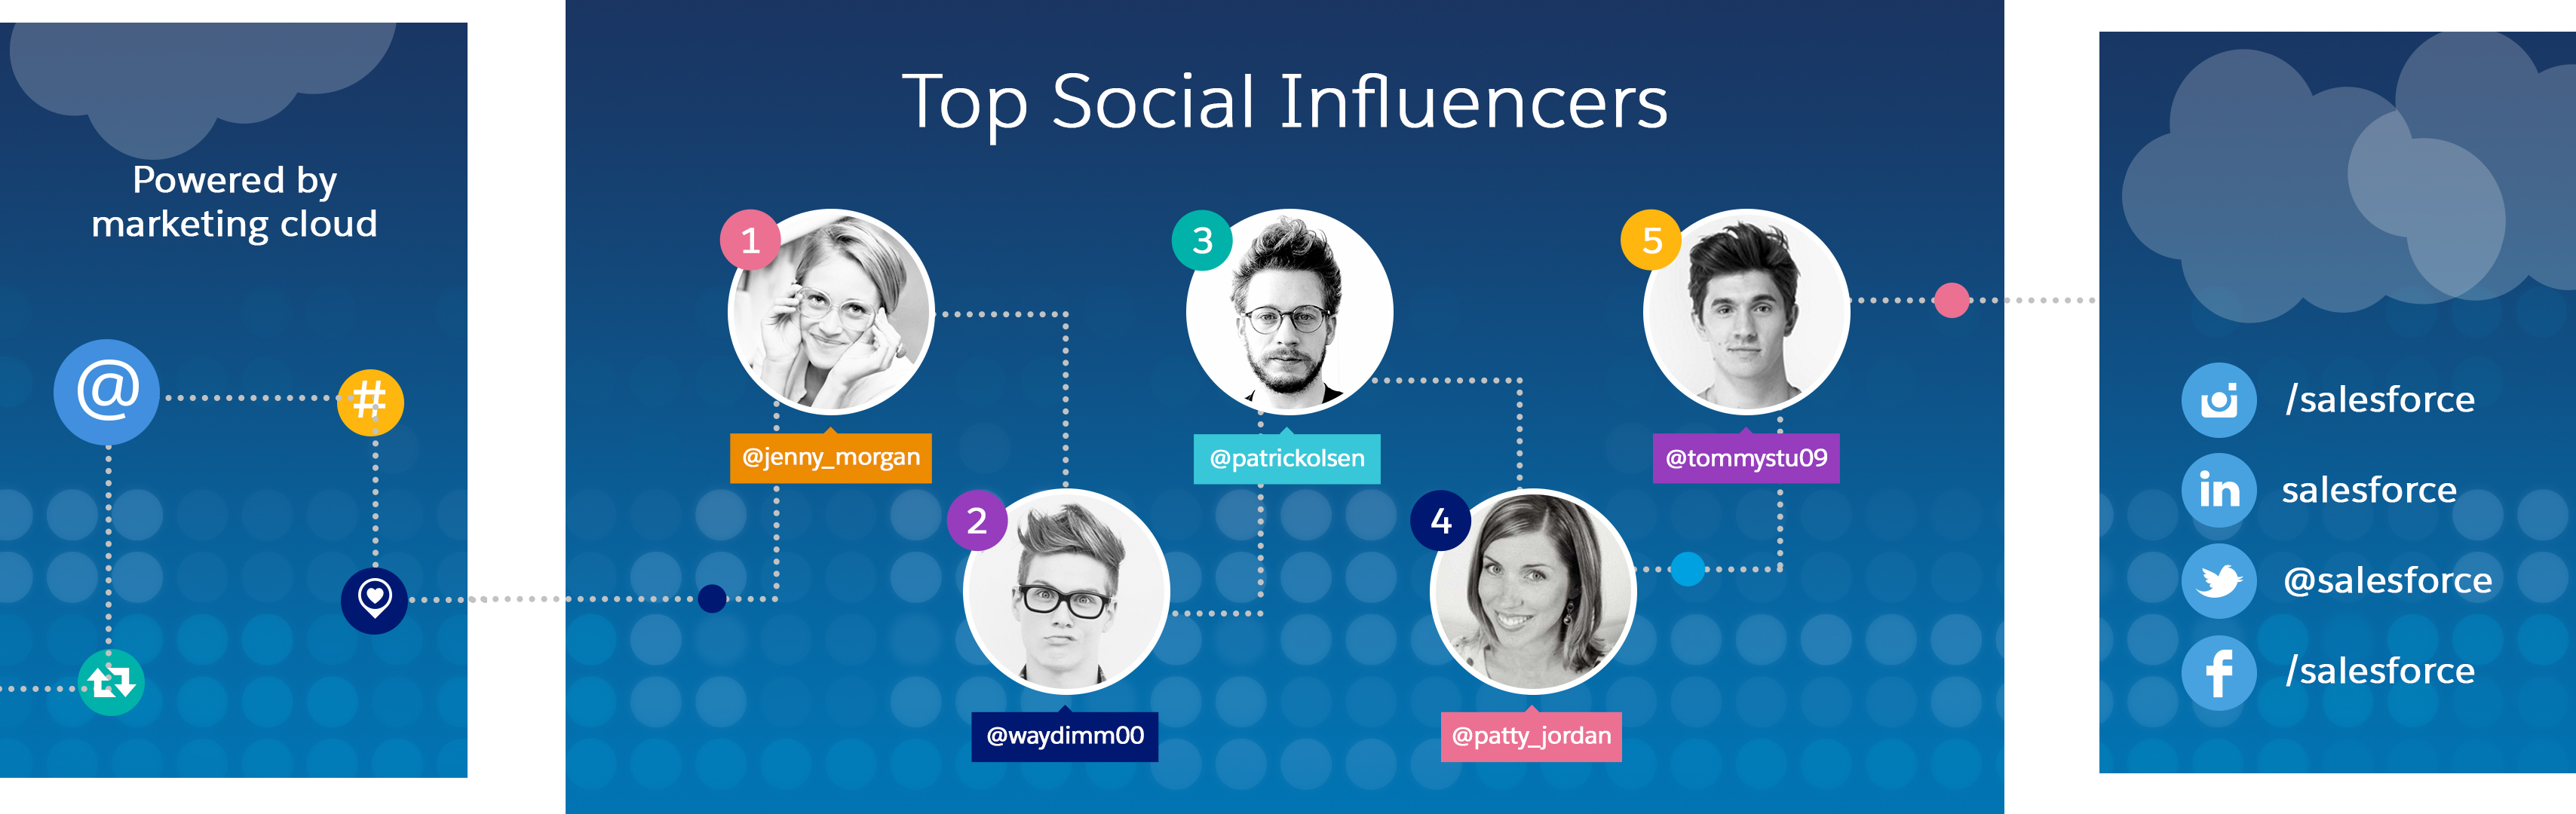 Powered by
marketing cloud
@
#
Top Social Influencers
1
@jenny_morgan
2
@waydimm00
3
@patrickolsen
4
@patty_jordan
5
@tommystu09
/salesforce
in
salesforce
@salesforce
f
/salesforce